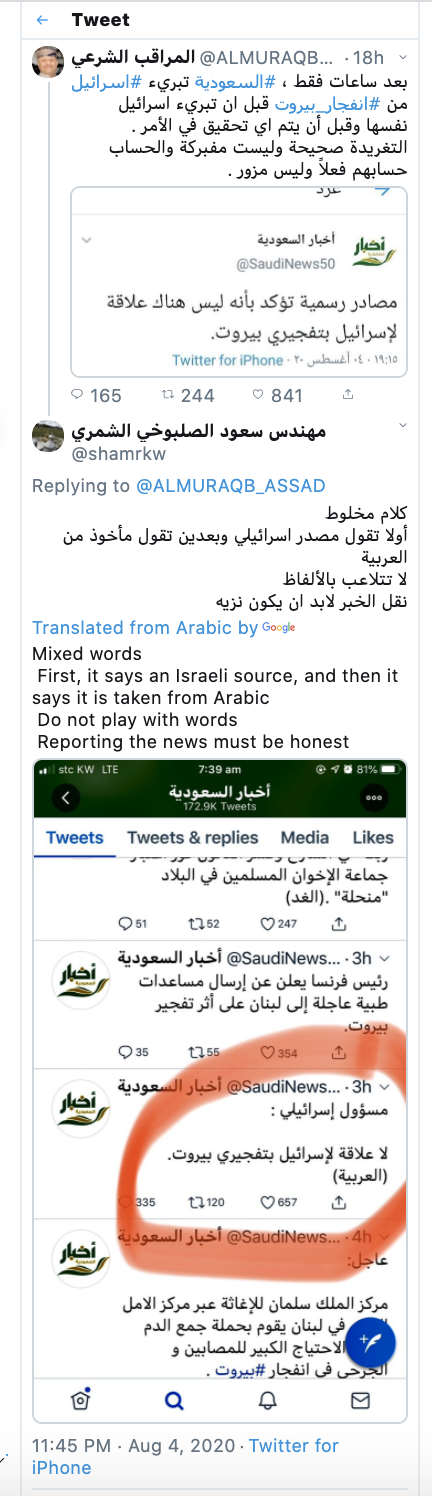 Tweet
المراقب الشرعي @ALMURAQB... · 18h
بعد ساعات فقط ، #السعودية تبريء #اسرائيل
من #انفجار_بيروت قبل ان تبريء اسرائيل
نفسها وقبل أن يتم اي تحقيق في الأمر .
التغريدة صحيحة وليست مفبركة والحساب
حسابهم فعلاً وليس مزور .
أخبار السعودية
@SaudiNews50
مصادر رسمية تؤكد بأنه ليس هناك علاقة
لإسرائيل بتفجيري بيروت.
١٩:١٥ · ٠٤ أغسطس ٢٠ · Twitter for iPhone
165 244 841
مهندس سعود الصلبوخي الشمري
@shamrkw
Replying to @ALMURAQB_ASSAD
كلام مخلوط
أولا تقول مصدر اسرائيلي وبعدين تقول مأخوذ من
العربية
لا تتلاعب بالألفاظ
نقل الخبر لابد ان يكون نزيه
Translated from Arabic by Google
Mixed words
First, it says an Israeli source, and then it
says it is taken from Arabic
Do not play with words
Reporting the news must be honest
stc KW LTE 7:39 am 81%
أخبار السعودية
172.9K Tweets
Tweets Tweets & replies Media Likes
جماعة الإخوان المسلمين في البلاد
"منحلة". (الغد)
51 52 247
أخبار السعودية @SaudiNews... · 3h
رئيس فرنسا يعلن عن إرسال مساعدات
طبية عاجلة إلى لبنان على أثر تفجير
بيروت.
35 55 354
أخبار السعودية @SaudiNews... · 3h
مسؤول إسرائيلي :
لا علاقة لإسرائيل بتفجيري بيروت.
(العربية)
335 120 657
أخبار السعودية @SaudiNews... · 4h
عاجل:
مركز الملك سلمان للإغاثة عبر مركز الامل
في لبنان يقوم بحملة جمع الدم
الاحتياج الكبير للمصابين و
الجرحى في انفجار #بيروت .
11:45 PM · Aug 4, 2020 · Twitter for
iPhone